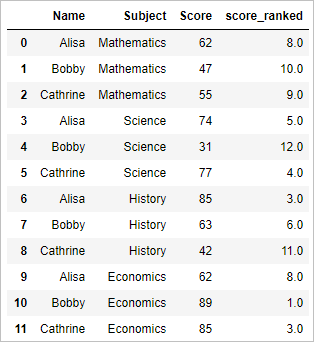 Name Subject Score score_ranked
0 Alisa Mathematics 62 8.0
1 Bobby Mathematics 47 10.0
2 Cathrine Mathematics 55 9.0
3 Alisa Science 74 5.0
4 Bobby Science 31 12.0
5 Cathrine Science 77 4.0
6 Alisa History 85 3.0
7 Bobby History 63 6.0
8 Cathrine History 42 11.0
9 Alisa Economics 62 8.0
10 Bobby Economics 89 1.0
11 Cathrine Economics 85 3.0